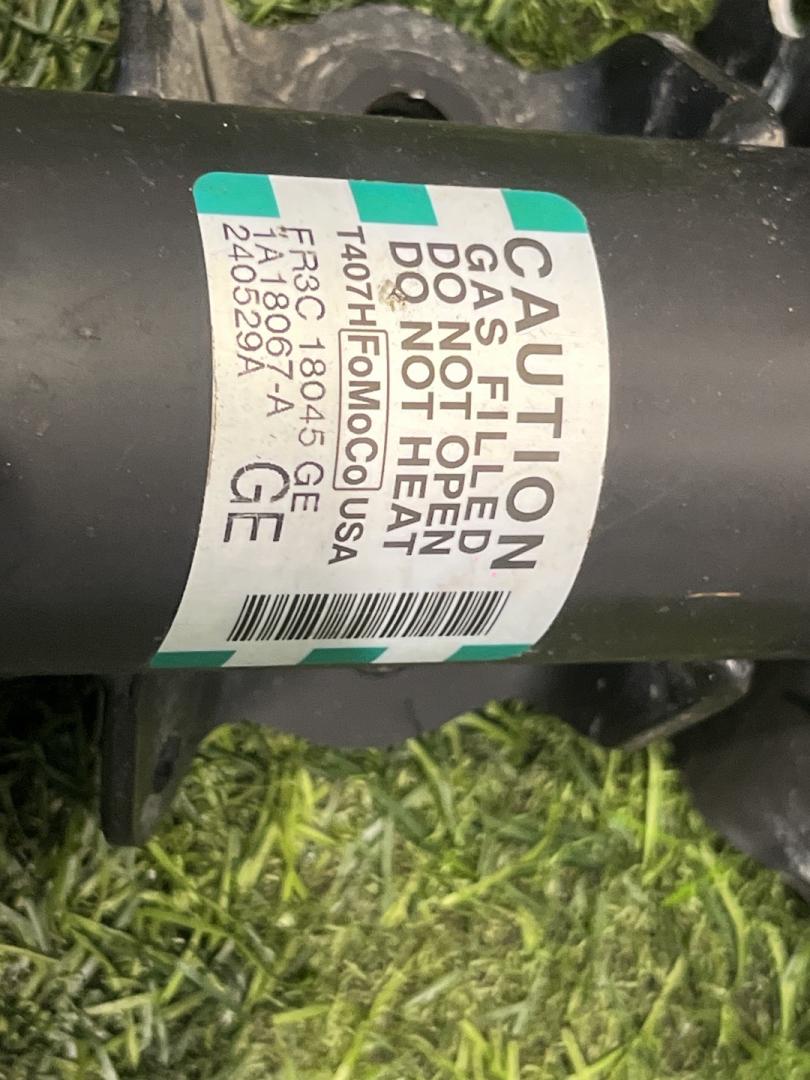 CAUTION
GAS FILLED
DO NOT OPEN
DO NOT HEAT
T407H FoMoCo USA
FR3C 18045 GE
"1A18067-A
240529A
GE